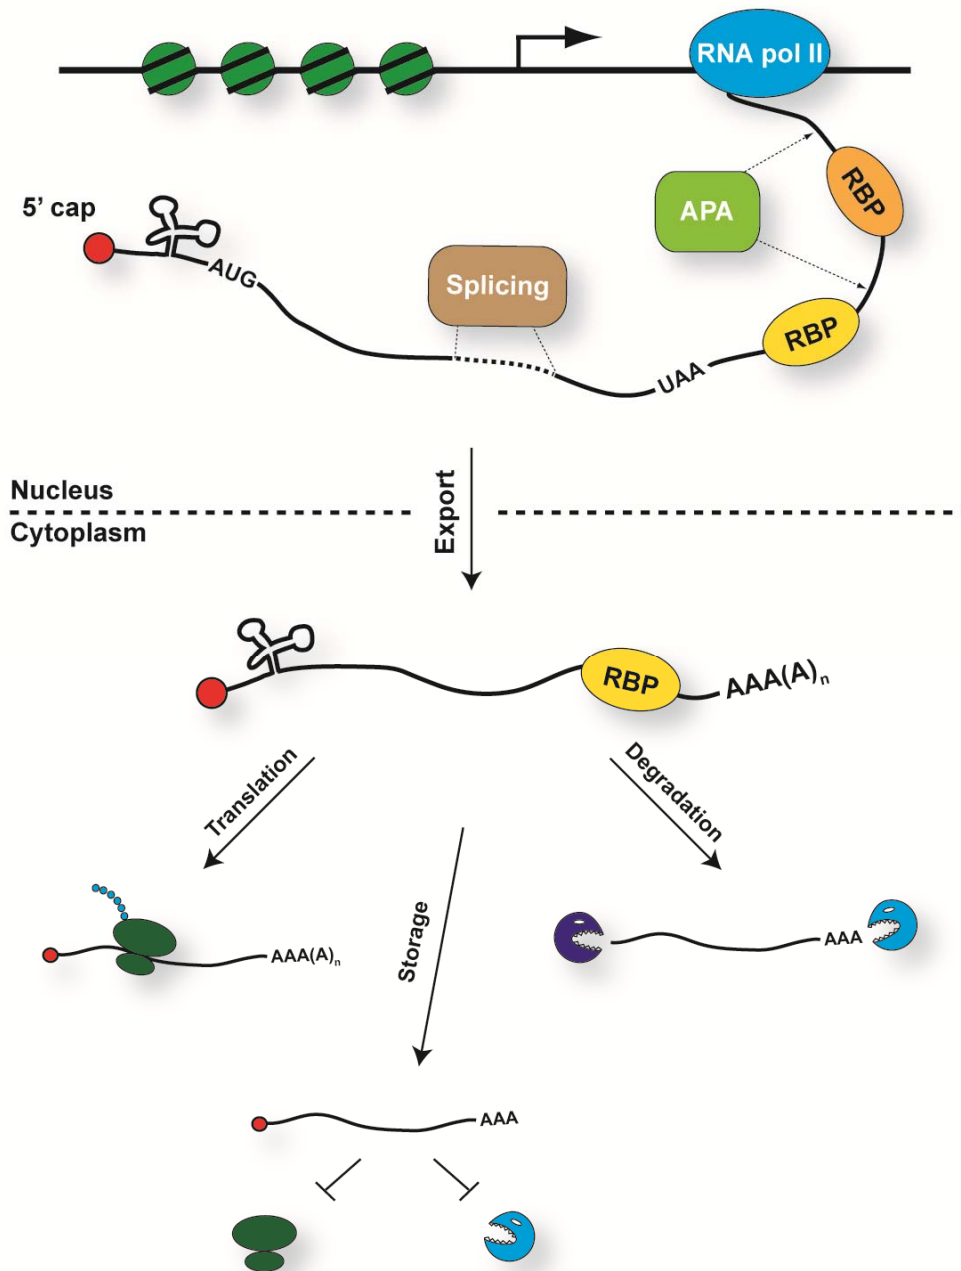 RNA pol II
RBP
5’ cap
APA
AUG
Splicing
RBP
UAA
Nucleus
Cytoplasm
Export
RBP
AAA(A)n
Translation
Degradation
Storage
AAA(A)n
AAA
AAA